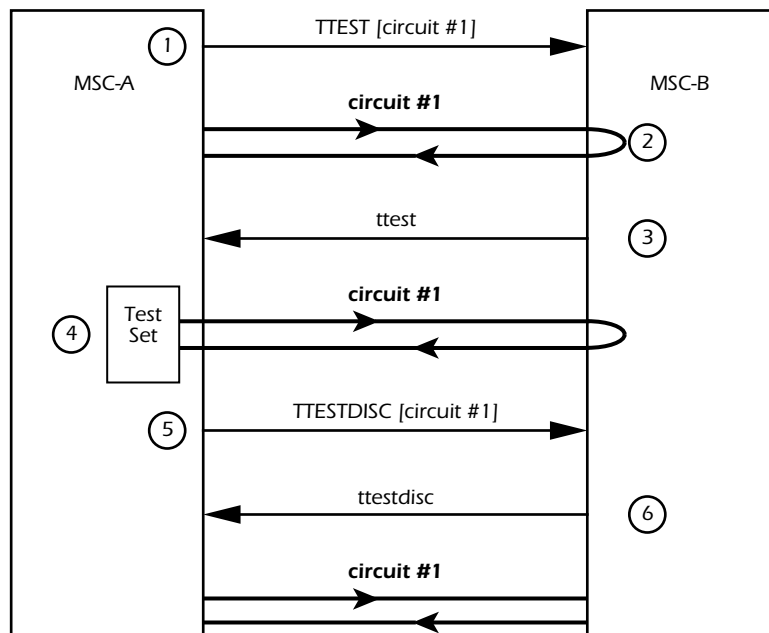 1
TTEST [circuit #1]
MSC-A
MSC-B
circuit #1
2
ttest
3
circuit #1
Test
Set
4
TTESTDISC [circuit #1]
5
ttestdisc
6
circuit #1